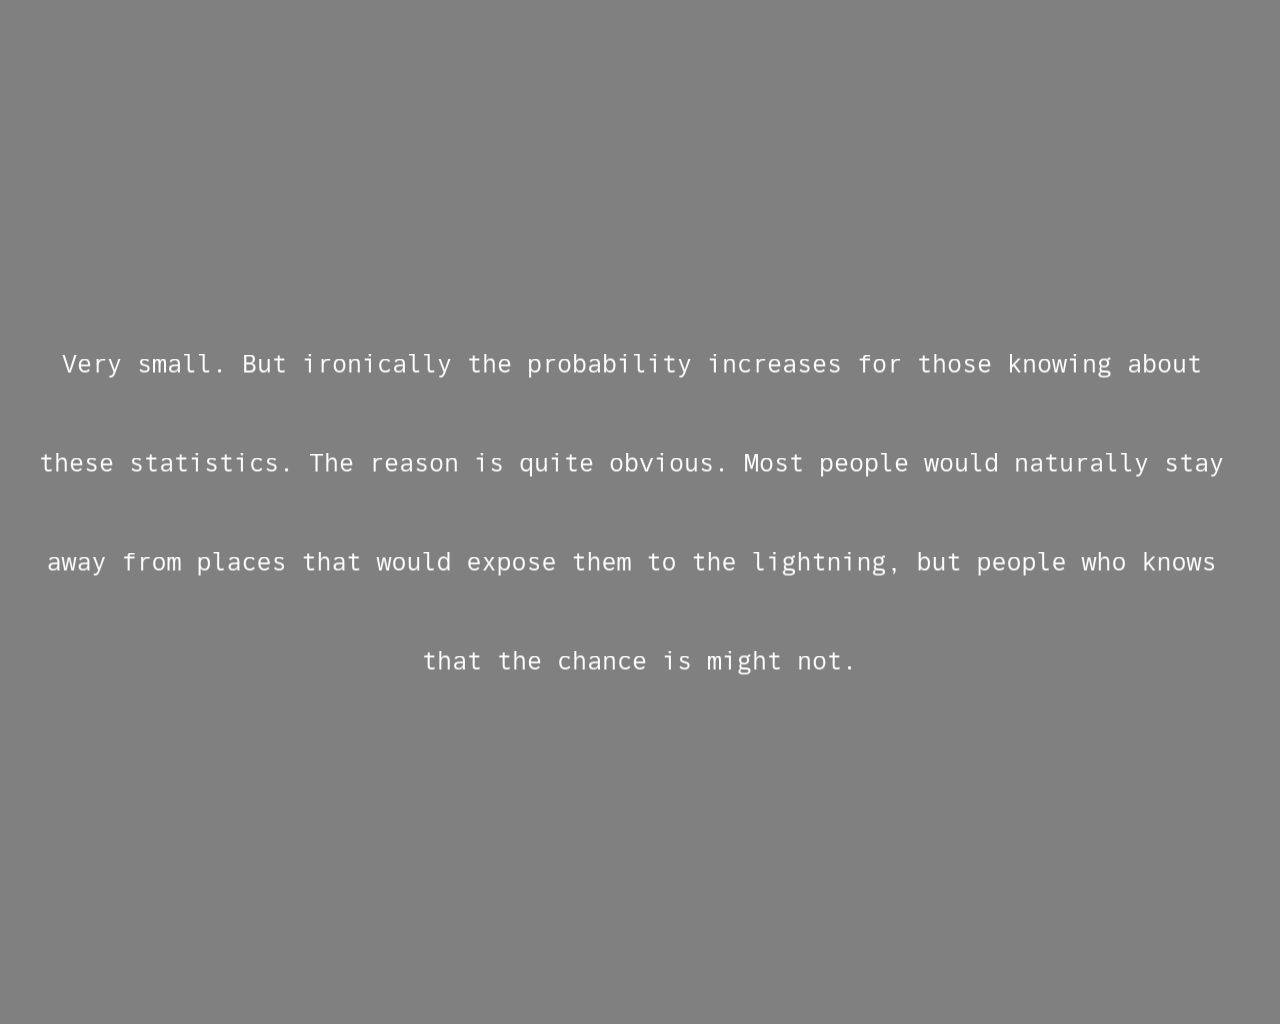 Very small. But ironically the probability increases for those knowing about
these statistics. The reason is quite obvious. Most people would naturally stay
away from places that would expose them to the lightning, but people who knows
that the chance is might not.